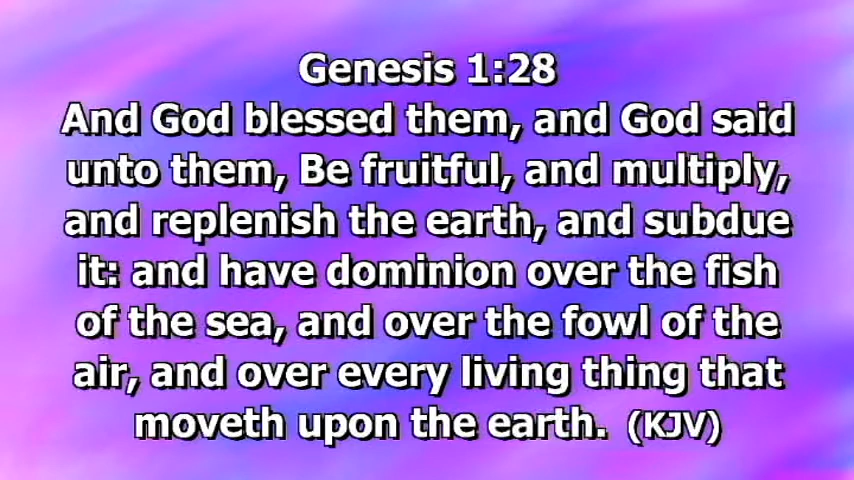 Genesis 1:28
And God blessed them, and God said
unto them, Be fruitful, and multiply,
and replenish the earth, and subdue
it: and have dominion over the fish
of the sea, and over the fowl of the
air, and over every living thing that
moveth upon the earth. (KJV)